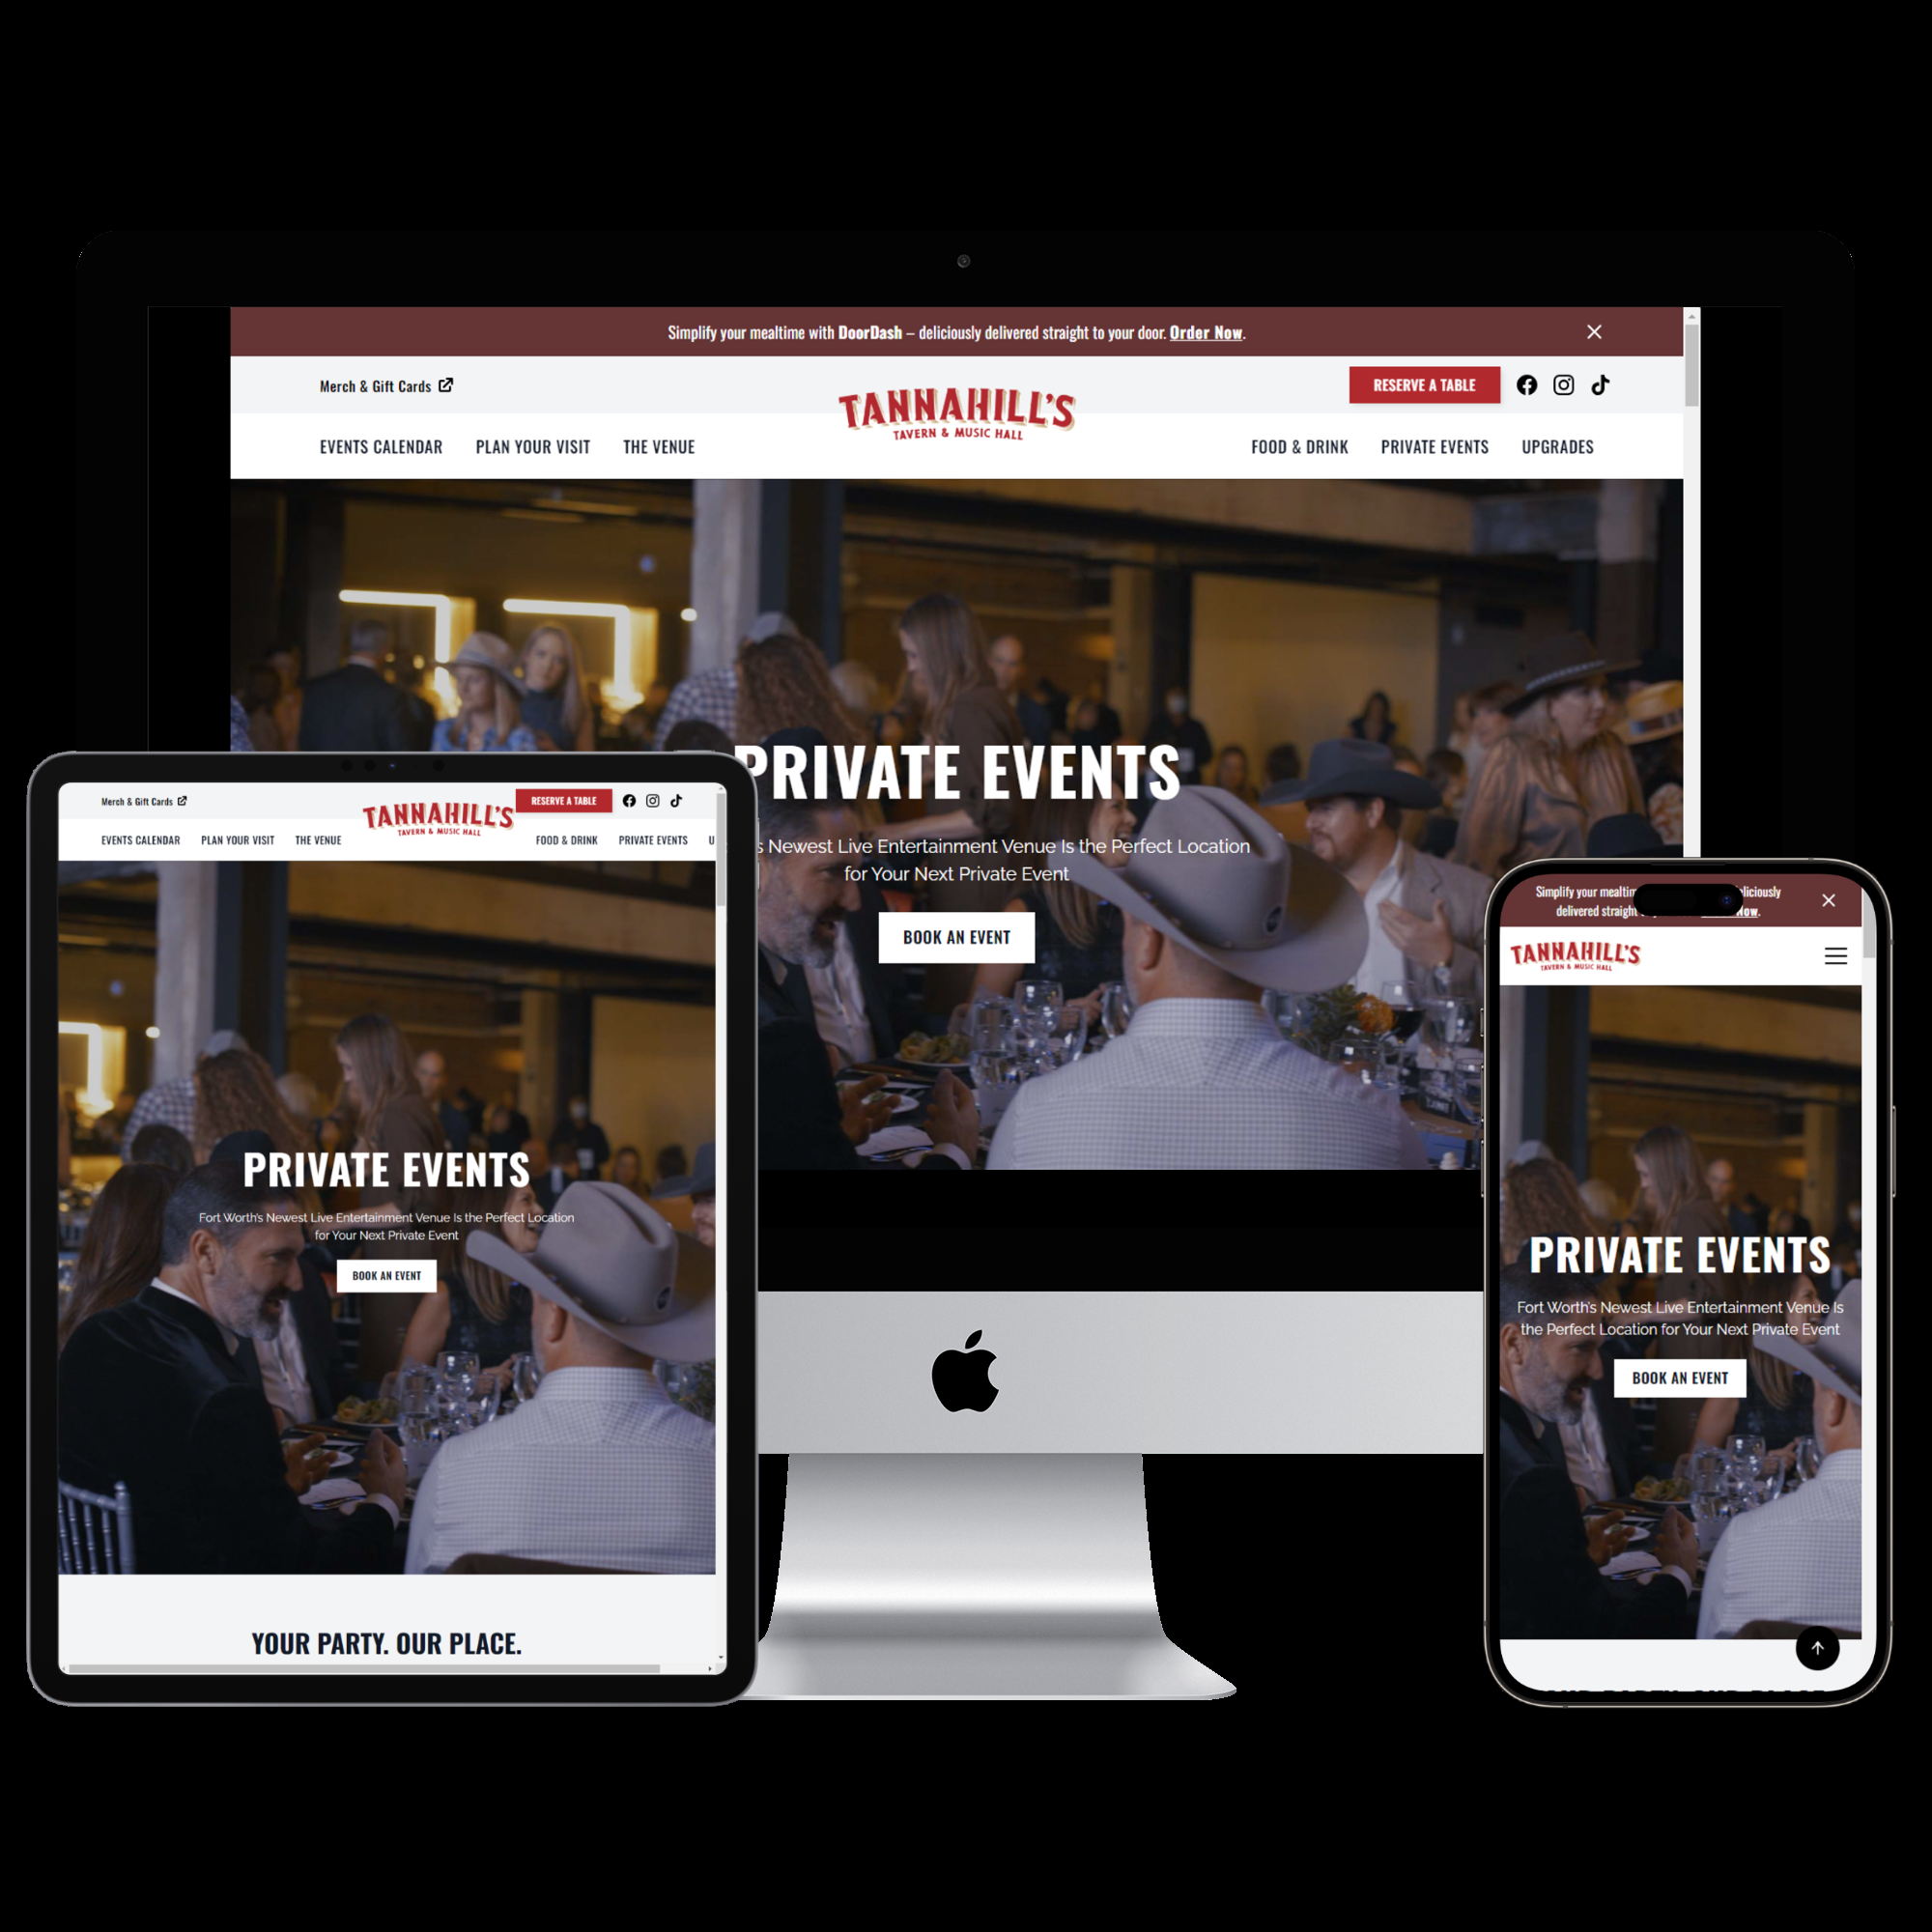 Simplify your mealtime with DoorDash – deliciously delivered straight to your door. Order Now.
Merch & Gift Cards
TANNAHILL'S
TAVERN & MUSIC HALL
RESERVE A TABLE
EVENTS CALENDAR PLAN YOUR VISIT THE VENUE
FOOD & DRINK PRIVATE EVENTS UPGRADES
PRIVATE EVENTS
s Newest Live Entertainment Venue Is the Perfect Location
for Your Next Private Event
BOOK AN EVENT
Merch & Gift Cards
TANNAHILL'S
TAVERN & MUSIC HALL
RESERVE A TABLE
EVENTS CALENDAR PLAN YOUR VISIT THE VENUE
FOOD & DRINK PRIVATE EVENTS U
PRIVATE EVENTS
Fort Worth's Newest Live Entertainment Venue Is the Perfect Location
for Your Next Private Event
BOOK AN EVENT
YOUR PARTY. OUR PLACE.
Simplify your liciously
delivered straight Now.
TANNAHILL'S
TAVERN & MUSIC HALL
PRIVATE EVENTS
Fort Worth's Newest Live Entertainment Venue Is
the Perfect Location for Your Next Private Event
BOOK AN EVENT